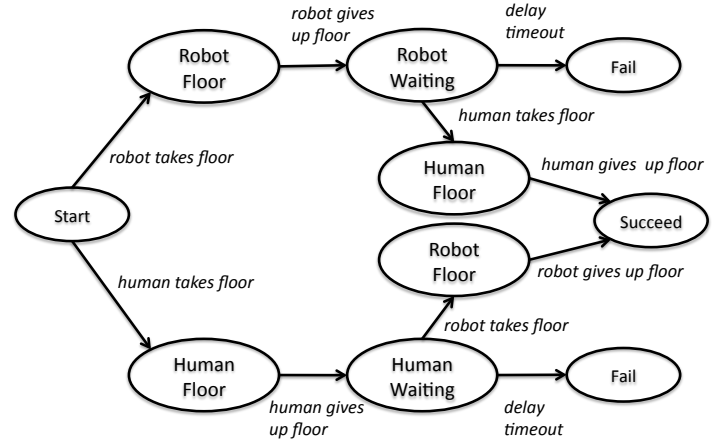 robot gives
up floor
delay
timeout
Robot
Floor
Robot
Waiting
Fail
human takes floor
robot takes floor
Human
Floor
human gives  up floor
Start
Succeed
Robot
Floor
robot gives up floor
human takes floor
robot takes floor
Human
Floor
Human
Waiting
Fail
human gives
up floor
delay
timeout